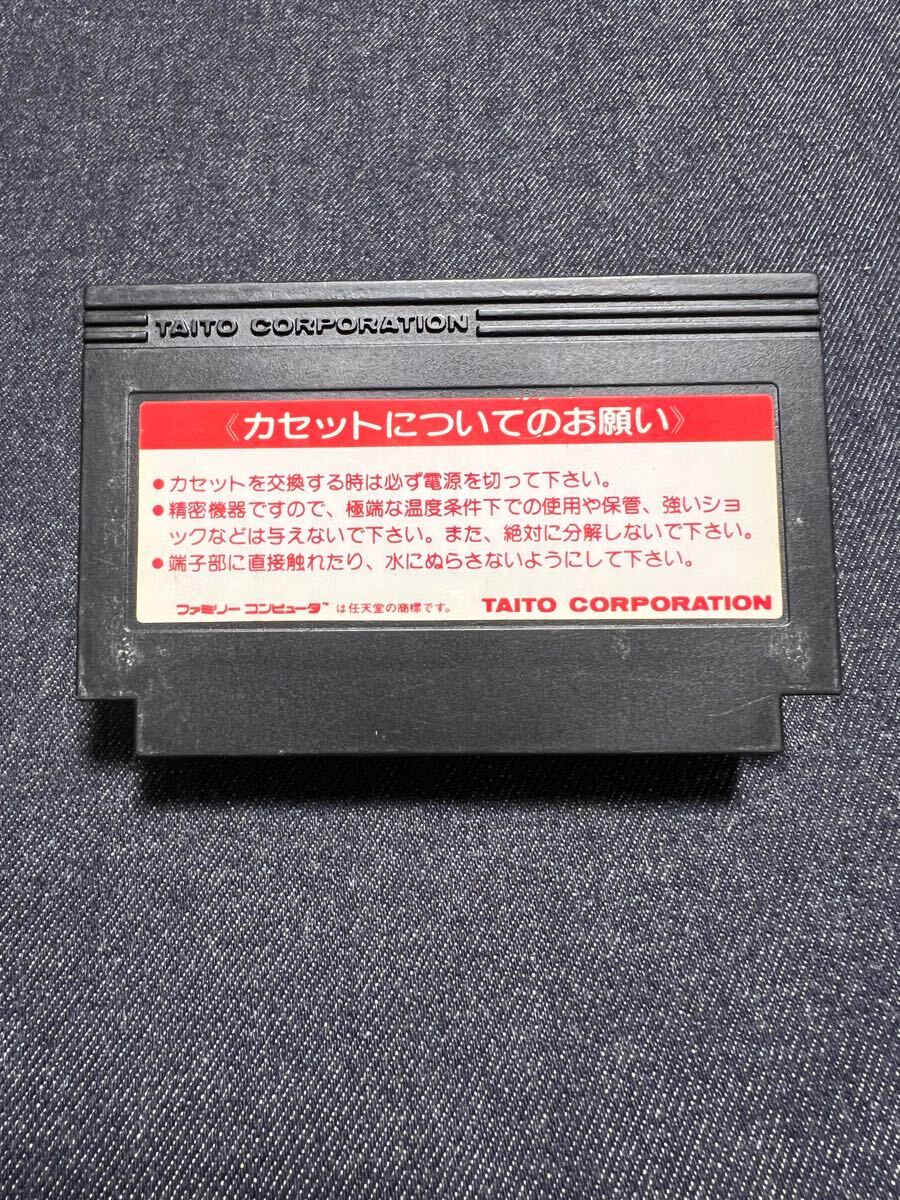 TAITO CORPORATION
《カセットについてのお願い》
●カセットを交換する時は必ず電源を切って下さい。
●精密機器ですので、極端な温度条件下での使用や保管、強いショ
ックなどは与えないで下さい。また、絶対に分解しないで下さい。
●端子部に直接触れたり、水にぬらさないようにして下さい。
ファミリーコンピュータ™は任天堂の商標です。 TAITO CORPORATION